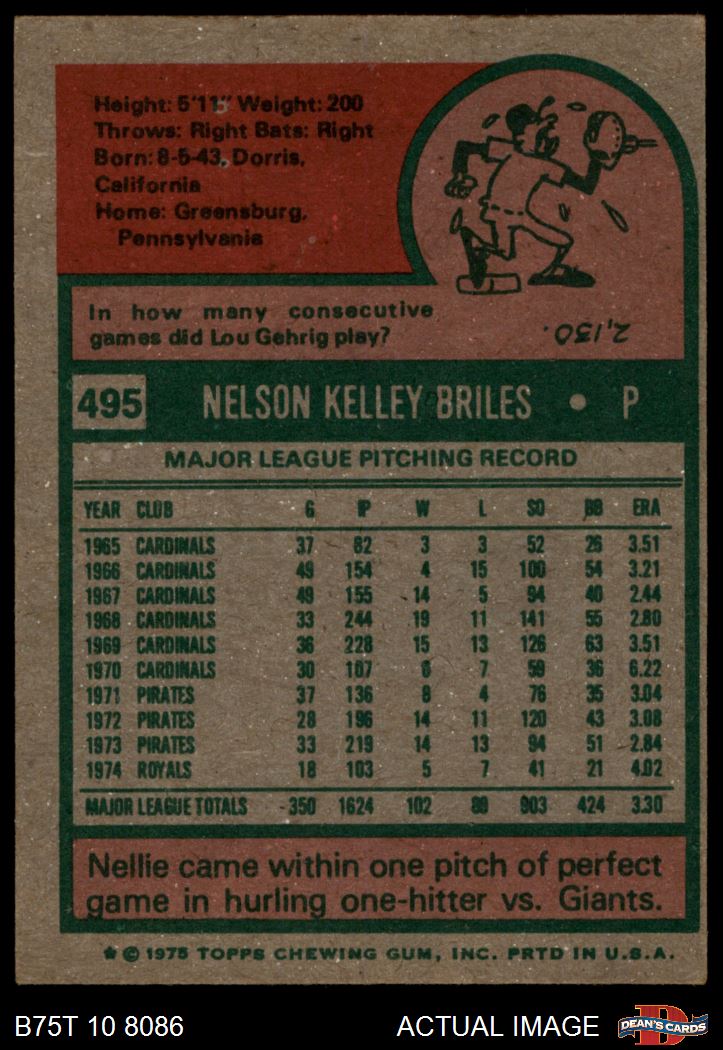 Height: 5'11" Weight: 200
Throws: Right Bats: Right
Born: 8-5-43, Dorris,
California
Home: Greensburg,
Pennsylvania
In how many consecutive
games did Lou Gehrig play?
2,130.
495 NELSON KELLEY BRILES • P
MAJOR LEAGUE PITCHING RECORD
YEAR CLUB G IP W L SO BB ERA
1965 CARDINALS 37 82 3 3 52 26 3.51
1966 CARDINALS 49 154 4 15 100 54 3.21
1967 CARDINALS 49 155 14 5 94 40 2.44
1968 CARDINALS 33 244 19 11 141 55 2.80
1969 CARDINALS 36 228 15 13 126 63 3.51
1970 CARDINALS 30 107 6 7 59 36 6.22
1971 PIRATES 37 136 8 4 76 35 3.04
1972 PIRATES 28 196 14 11 120 43 3.08
1973 PIRATES 33 219 14 13 94 51 2.84
1974 ROYALS 18 103 5 7 41 21 4.02
MAJOR LEAGUE TOTALS 350 1624 102 89 903 424 3.30
Nellie came within one pitch of perfect
game in hurling one-hitter vs. Giants.
* © 1975 TOPPS CHEWING GUM, INC. PRTD IN U.S.A.
B75T 10 8086 ACTUAL IMAGE DEAN'S CARDS